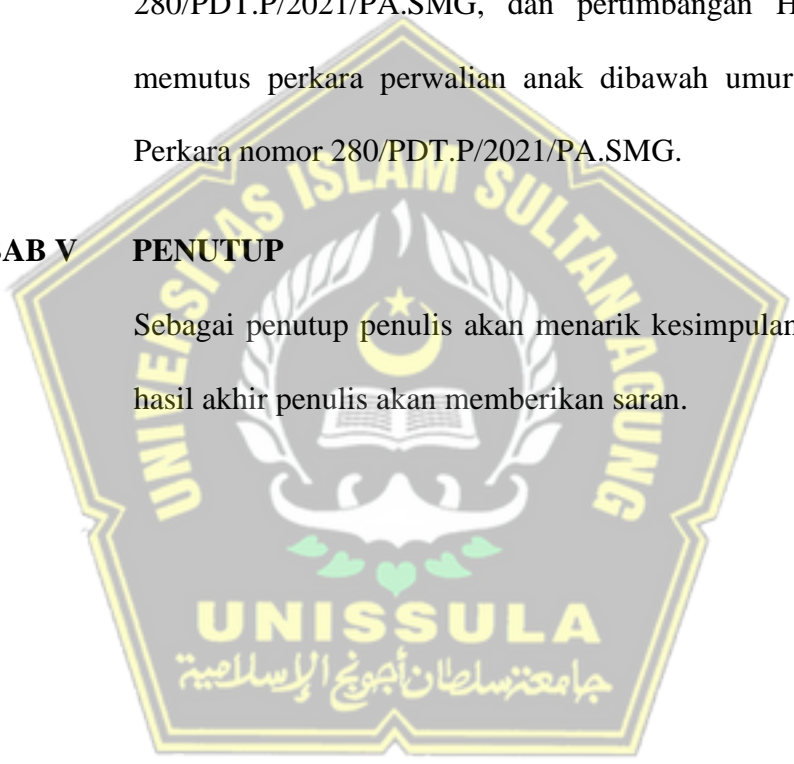 280/PDT.P/2021/PA.SMG, dan pertimbangan H
memutus perkara perwalian anak dibawah umur
Perkara nomor 280/PDT.P/2021/PA.SMG.
BAB V PENUTUP
Sebagai penutup penulis akan menarik kesimpulan
hasil akhir penulis akan memberikan saran.
UNIVERSITAS ISLAM SULTAN AGUNG
UNISSULA
جامعتنسلطان أجونج الإسلامية